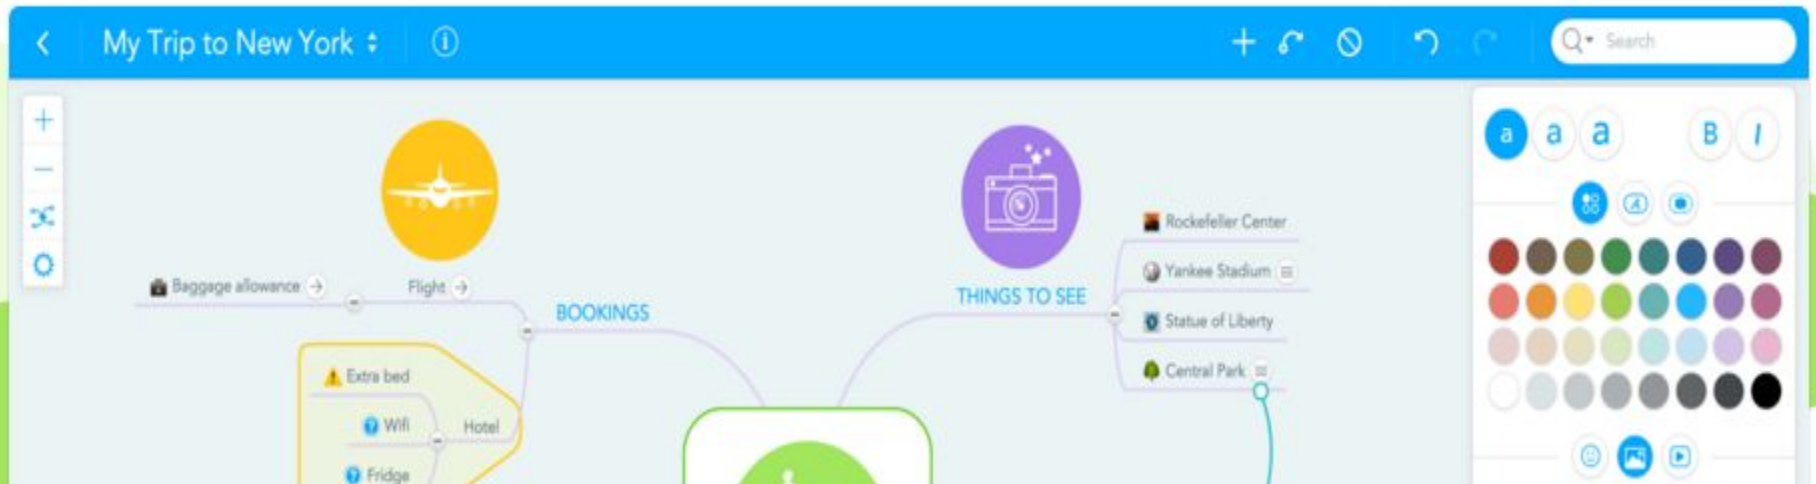 My Trip to New York
Search
a a a B I
Rockefeller Center
Baggage allowance
Flight
Yankee Stadium
THINGS TO SEE
BOOKINGS
Statue of Liberty
Extra bed
Central Park
Wifi
Hotel
Fridge